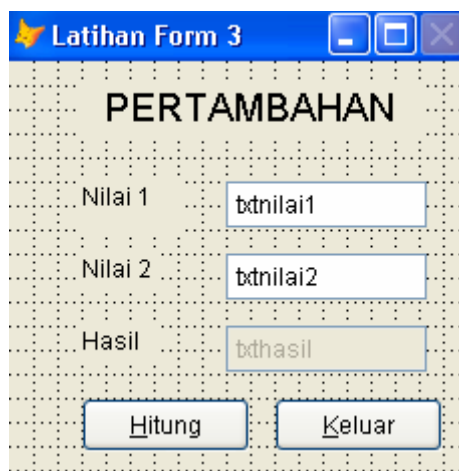 Latihan Form 3
PERTAMBAHAN
Nilai 1 txtnilai1
Nilai 2 txtnilai2
Hasil txthasil
Hitung Keluar